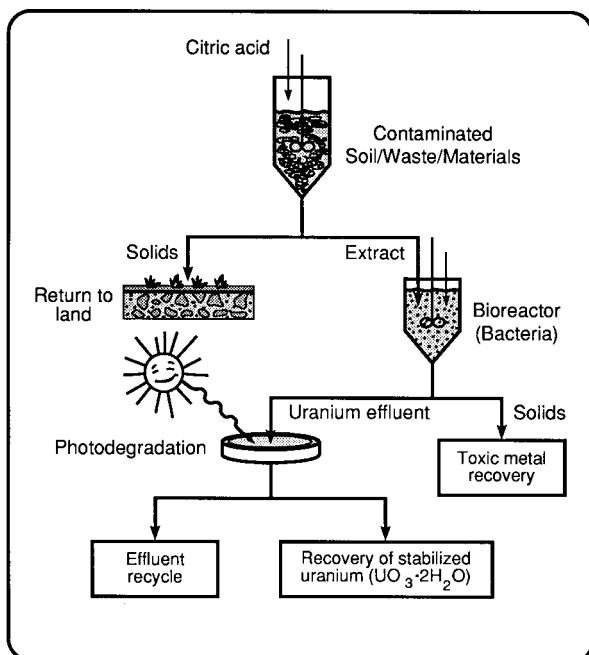 Citric acid
Contaminated
Soil/Waste/Materials
Solids
Extract
Return to
land
Bioreactor
(Bacteria)
Uranium effluent
Solids
Photodegradation
Toxic metal
recovery
Effluent
recycle
Recovery of stabilized
uranium (UO3-2H2O)